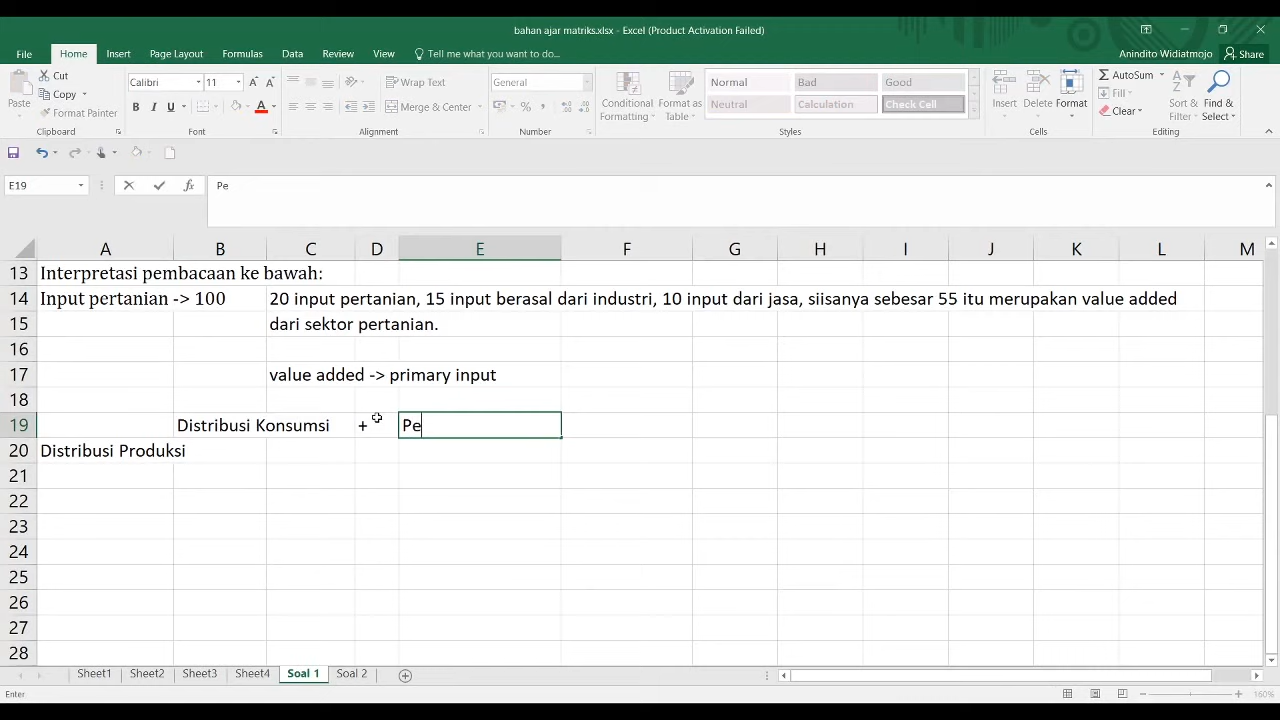 bahan ajar matriks.xlsx - Excel (Product Activation Failed)
File Home Insert Page Layout Formulas Data Review View Tell me what you want to do... Anindito Widiatmojo Share
Paste Cut Copy Format Painter
Calibri 11
B I U A
Wrap Text
Merge & Center
General
% ,
Conditional Formatting
Format as Table
Normal Bad Good
Neutral Calculation Check Cell
Insert Delete Format
AutoSum
Fill
Clear
Sort & Filter
Find & Select
Clipboard Font Alignment Number Styles Cells Editing
E19 fx Pe
A B C D E F G H I J K L M
13 Interpretasi pembacaan ke bawah:
14 Input pertanian -> 100 20 input pertanian, 15 input berasal dari industri, 10 input dari jasa, siisanya sebesar 55 itu merupakan value added
15 dari sektor pertanian.
16
17 value added -> primary input
18
19 Distribusi Konsumsi + Pe
20 Distribusi Produksi
21
22
23
24
25
26
27
28
Sheet1 Sheet2 Sheet3 Sheet4 Soal 1 Soal 2
Enter 160%